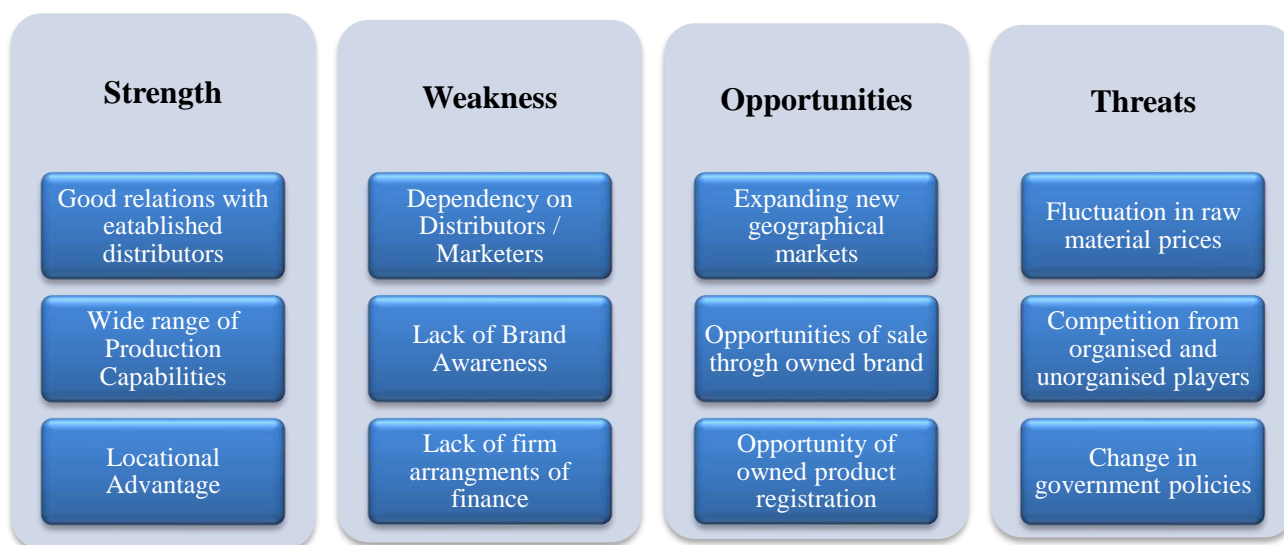 Strength
Good relations with
eatablished
distributors
Wide range of
Production
Capabilities
Locational
Advantage
Weakness
Dependency on
Distributors /
Marketers
Lack of Brand
Awareness
Lack of firm
arrangments of
finance
Opportunities
Expanding new
geographical
markets
Opportunities of sale
throgh owned brand
Opportunity of
owned product
registration
Threats
Fluctuation in raw
material prices
Competition from
organised and
unorganised players
Change in
government policies